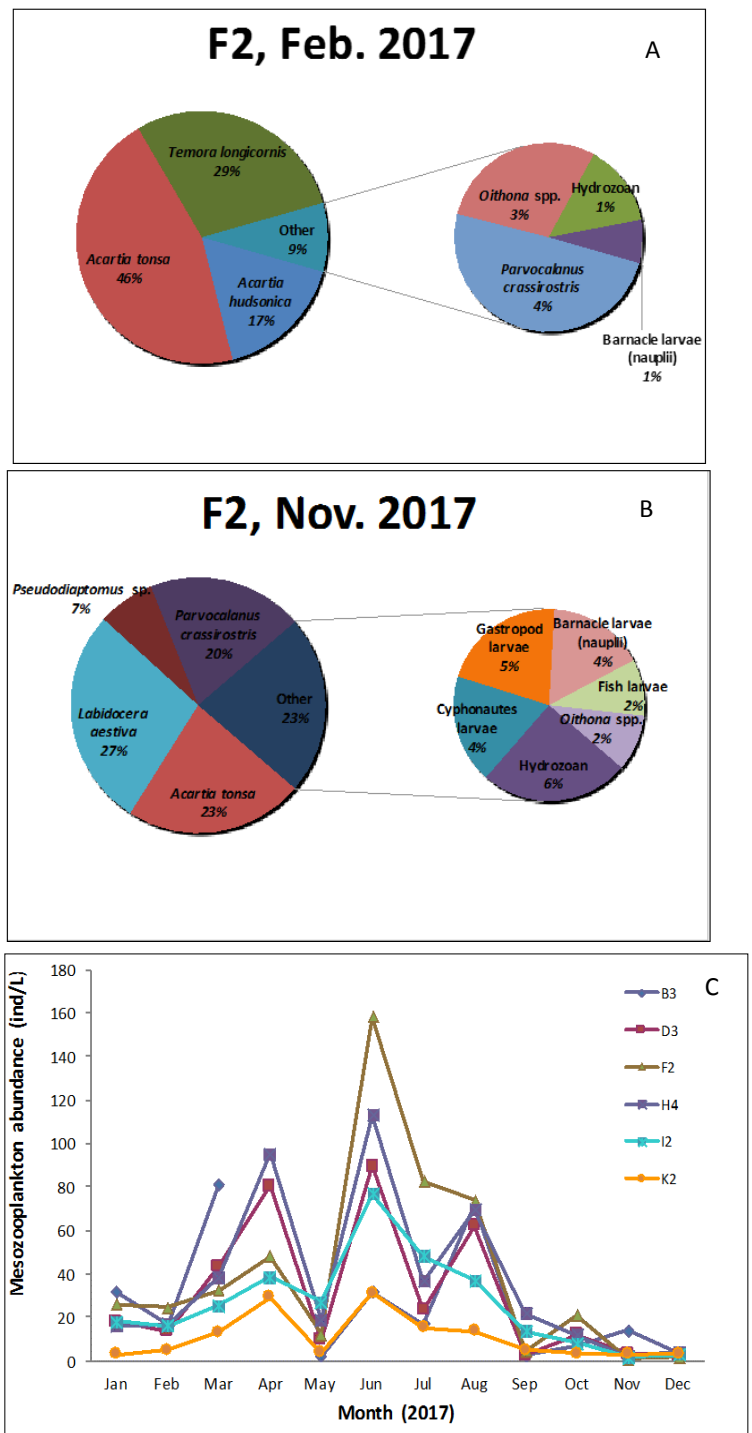 F2, Feb. 2017
A
Temora longicornis
29%
Other
9%
Acartia tonsa
46%
Acartia
hudsonica
17%
Oithona spp.
3%
Hydrozoan
1%
Parvocalanus
crassirostris
4%
Barnacle larvae
(nauplii)
1%
F2, Nov. 2017
B
Pseudodiaptomus sp.
7%
Parvocalanus
crassirostris
20%
Other
23%
Labidocera
aestiva
27%
Acartia tonsa
23%
Gastropod
larvae
5%
Barnacle larvae
(nauplii)
4%
Fish larvae
2%
Oithona spp.
2%
Cyphonautes
larvae
4%
Hydrozoan
6%
C
Mesozooplankton abundance (ind/L)
180
160
140
120
100
80
60
40
20
0
B3
D3
F2
H4
I2
K2
Jan Feb Mar Apr May Jun Jul Aug Sep Oct Nov Dec
Month (2017)